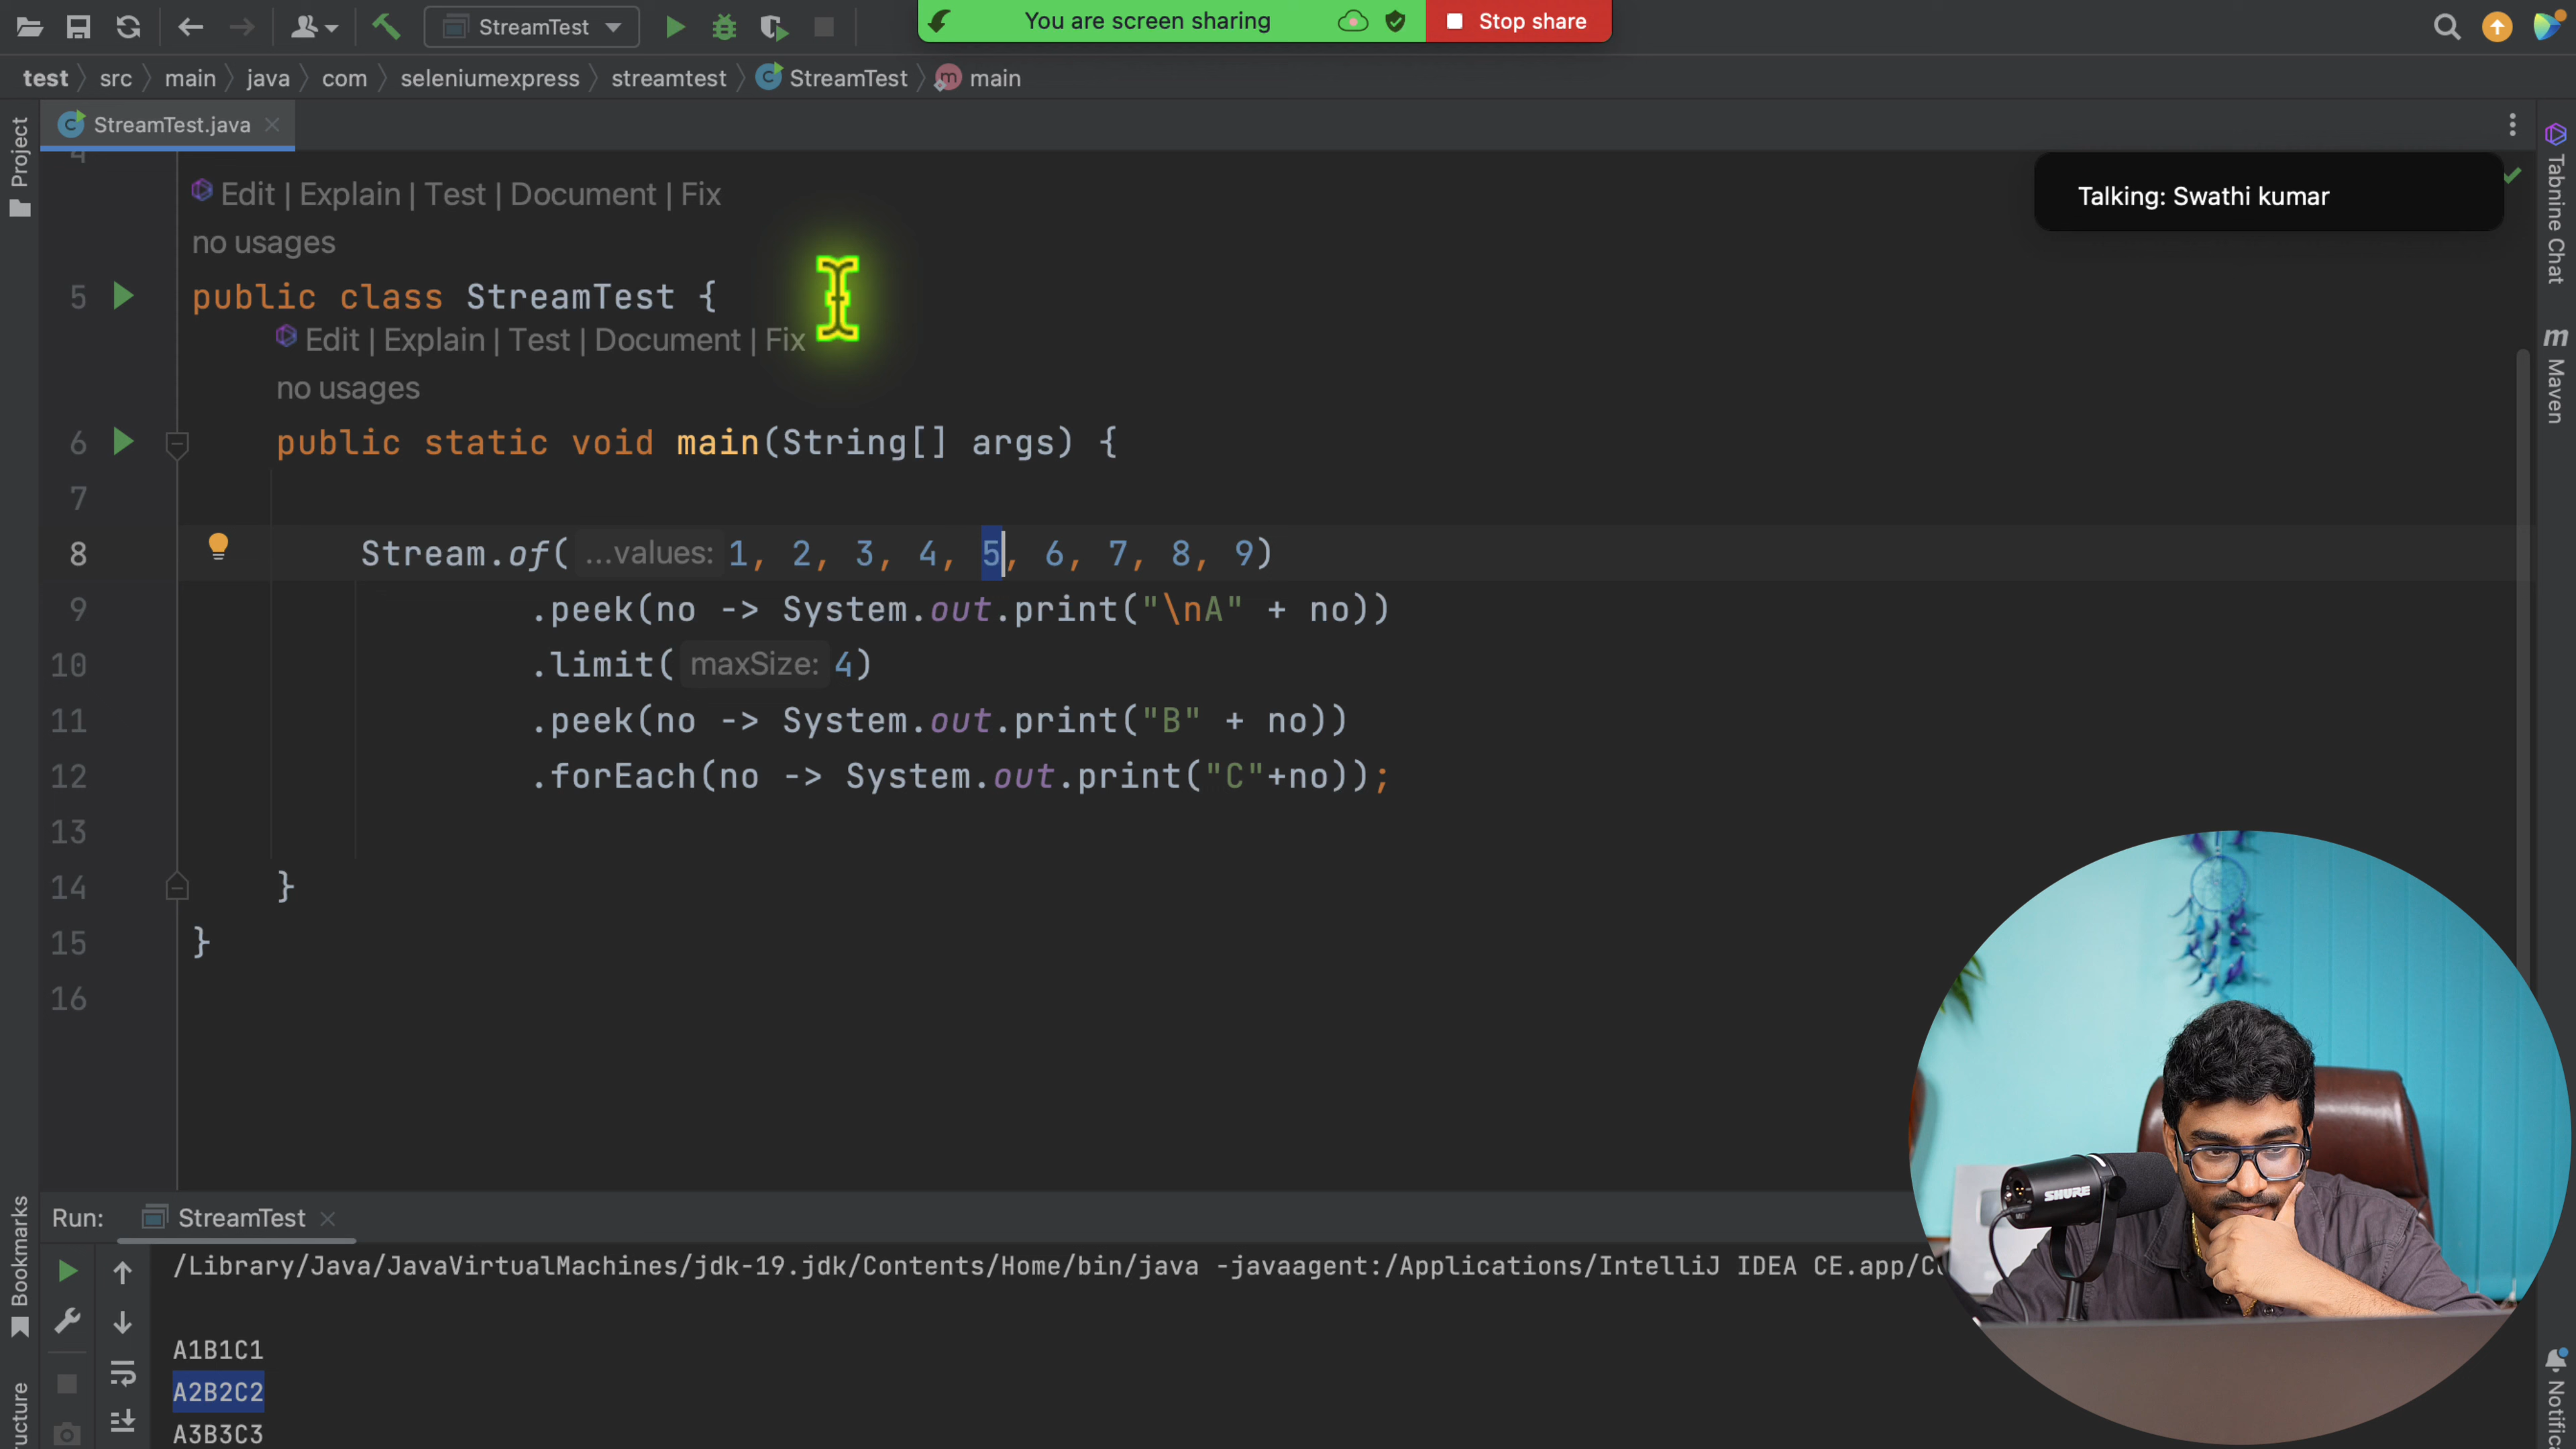 StreamTest
You are screen sharing
Stop share
test src main java com seleniumexpress streamtest StreamTest main
StreamTest.java
Project
4
Edit | Explain | Test | Document | Fix
no usages
5 public class StreamTest {
Edit | Explain | Test | Document | Fix
no usages
6 public static void main(String[] args) {
7
8 Stream.of( ...values: 1, 2, 3, 4, 5, 6, 7, 8, 9)
9 .peek(no -> System.out.print("\nA" + no))
10 .limit( maxSize: 4)
11 .peek(no -> System.out.print("B" + no))
12 .forEach(no -> System.out.print("C"+no));
13
14 }
15 }
16
Talking: Swathi kumar
Tabnine Chat
Maven
SHURE
Bookmarks
Run: StreamTest
/Library/Java/JavaVirtualMachines/jdk-19.jdk/Contents/Home/bin/java -javaagent:/Applications/IntelliJ IDEA CE.app/
A1B1C1
A2B2C2
A3B3C3